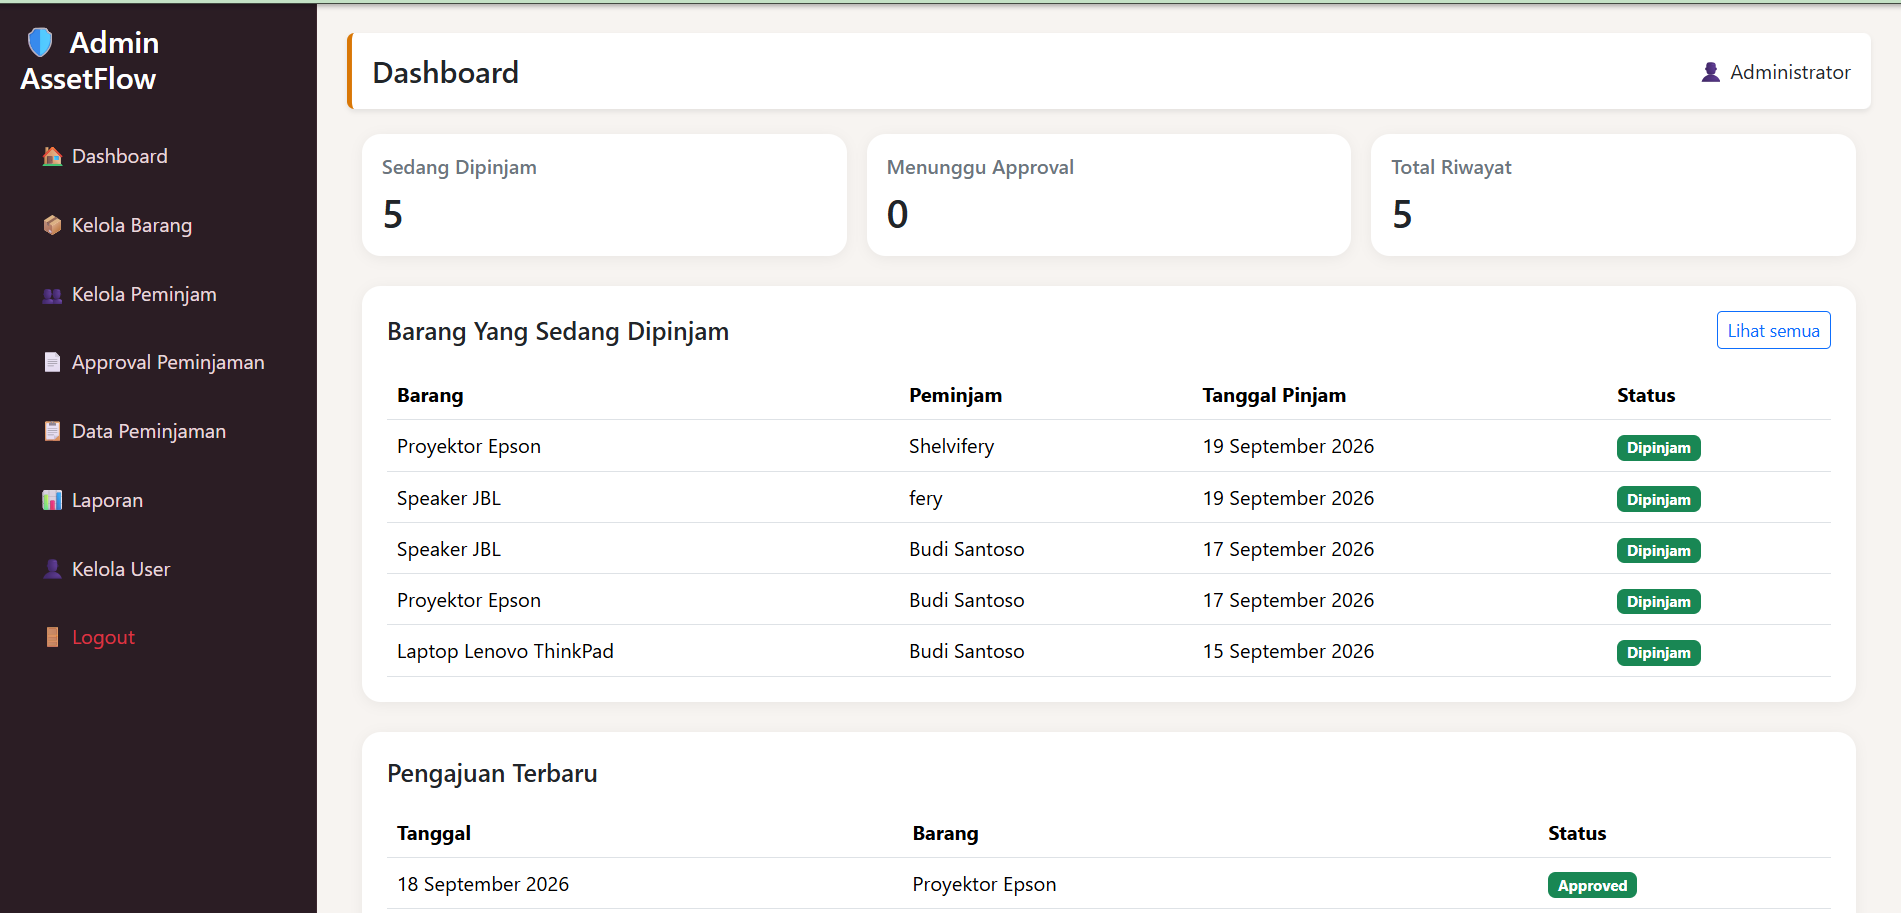 Admin
AssetFlow
Dashboard
Kelola Barang
Kelola Peminjam
Approval Peminjaman
Data Peminjaman
Laporan
Kelola User
Logout
Dashboard
Administrator
Sedang Dipinjam
5
Menunggu Approval
0
Total Riwayat
5
Barang Yang Sedang Dipinjam
Lihat semua
Barang Peminjam Tanggal Pinjam Status
Proyektor Epson Shelvifery 19 September 2026 Dipinjam
Speaker JBL fery 19 September 2026 Dipinjam
Speaker JBL Budi Santoso 17 September 2026 Dipinjam
Proyektor Epson Budi Santoso 17 September 2026 Dipinjam
Laptop Lenovo ThinkPad Budi Santoso 15 September 2026 Dipinjam
Pengajuan Terbaru
Tanggal Barang Status
18 September 2026 Proyektor Epson Approved